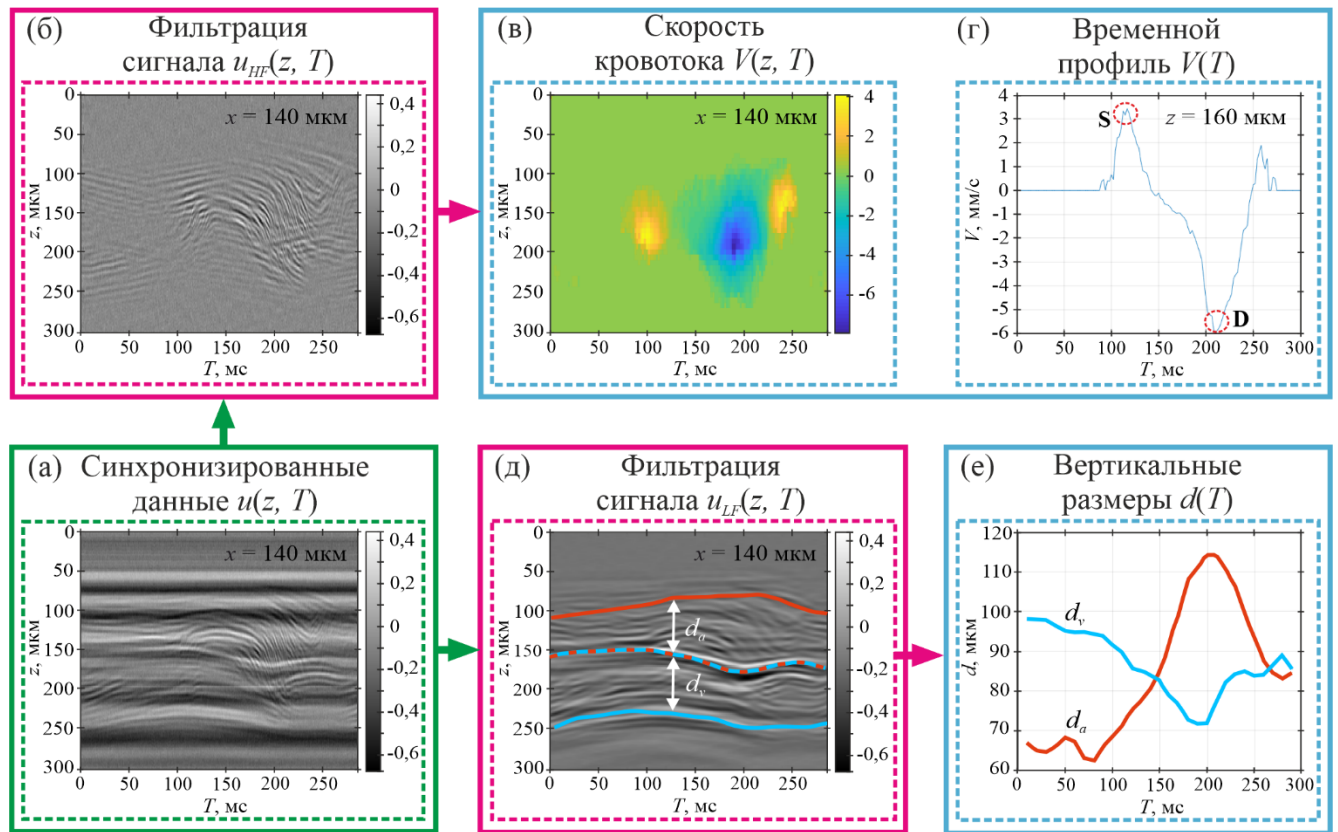 (б)
Фильтрация
сигнала u_HF(z, T)
x = 140 мкм
0
50
100
150
200
250
300
z, мкм
0 50 100 150 200 250
T, мс
0,4
0,2
0
-0,2
-0,4
-0,6
(в)
Скорость
кровотока V(z, T)
x = 140 мкм
0
50
100
150
200
250
300
z, мкм
0 50 100 150 200 250
T, мс
4
2
0
-2
-4
-6
(г)
Временной
профиль V(T)
z = 160 мкм
S
D
4
3
2
1
0
-1
-2
-3
-4
-5
-6
V, мм/с
0 50 100 150 200 250 300
T, мс
(а)
Синхронизированные
данные u(z, T)
x = 140 мкм
0
50
100
150
200
250
300
z, мкм
0 50 100 150 200 250
T, мс
0,4
0,2
0
-0,2
-0,4
-0,6
(д)
Фильтрация
сигнала u_LF(z, T)
x = 140 мкм
d_a
d_v
0
50
100
150
200
250
300
z, мкм
0 50 100 150 200 250
T, мс
0,4
0,2
0
-0,2
-0,4
-0,6
(е)
Вертикальные
размеры d(T)
120
110
100
90
80
70
60
d, мкм
d_v
d_a
0 50 100 150 200 250 300
T, мс